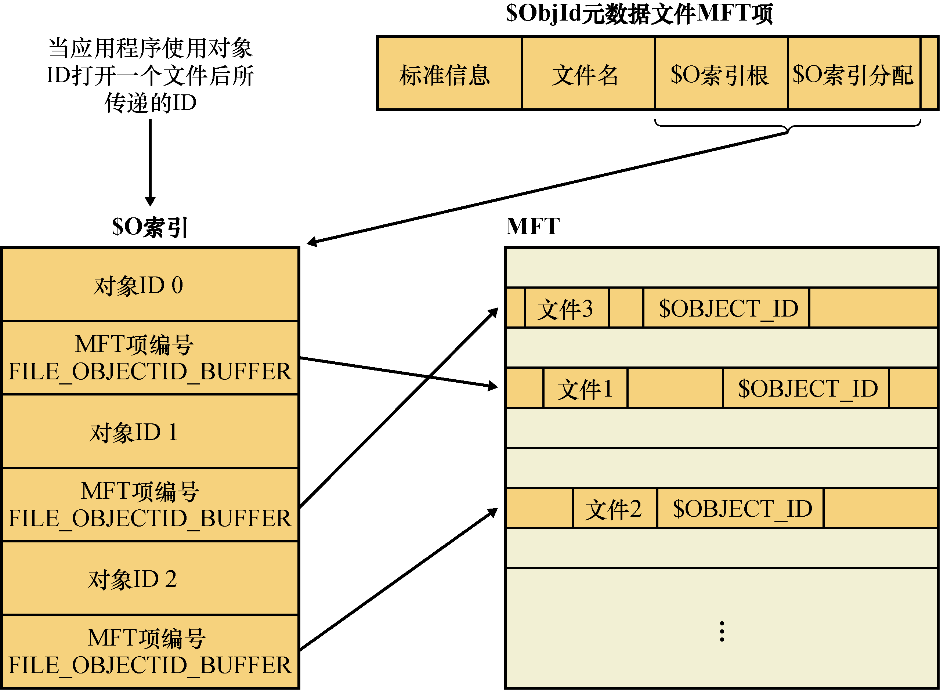 $ObjId元数据文件MFT项
当应用程序使用对象
ID打开一个文件后所
传递的ID
标准信息
文件名
$O索引根
$O索引分配
$O索引
对象ID 0
MFT项编号
FILE_OBJECTID_BUFFER
对象ID 1
MFT项编号
FILE_OBJECTID_BUFFER
对象ID 2
MFT项编号
FILE_OBJECTID_BUFFER
MFT
文件3
$OBJECT_ID
文件1
$OBJECT_ID
文件2
$OBJECT_ID
⋮